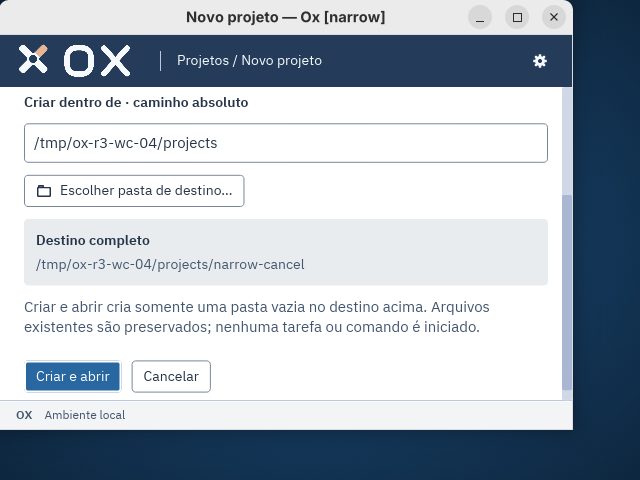 Novo projeto — Ox [narrow]
OX
Projetos / Novo projeto
Criar dentro de · caminho absoluto
/tmp/ox-r3-wc-04/projects
Escolher pasta de destino...
Destino completo
/tmp/ox-r3-wc-04/projects/narrow-cancel
Criar e abrir cria somente uma pasta vazia no destino acima. Arquivos
existentes são preservados; nenhuma tarefa ou comando é iniciado.
Criar e abrir
Cancelar
OX Ambiente local